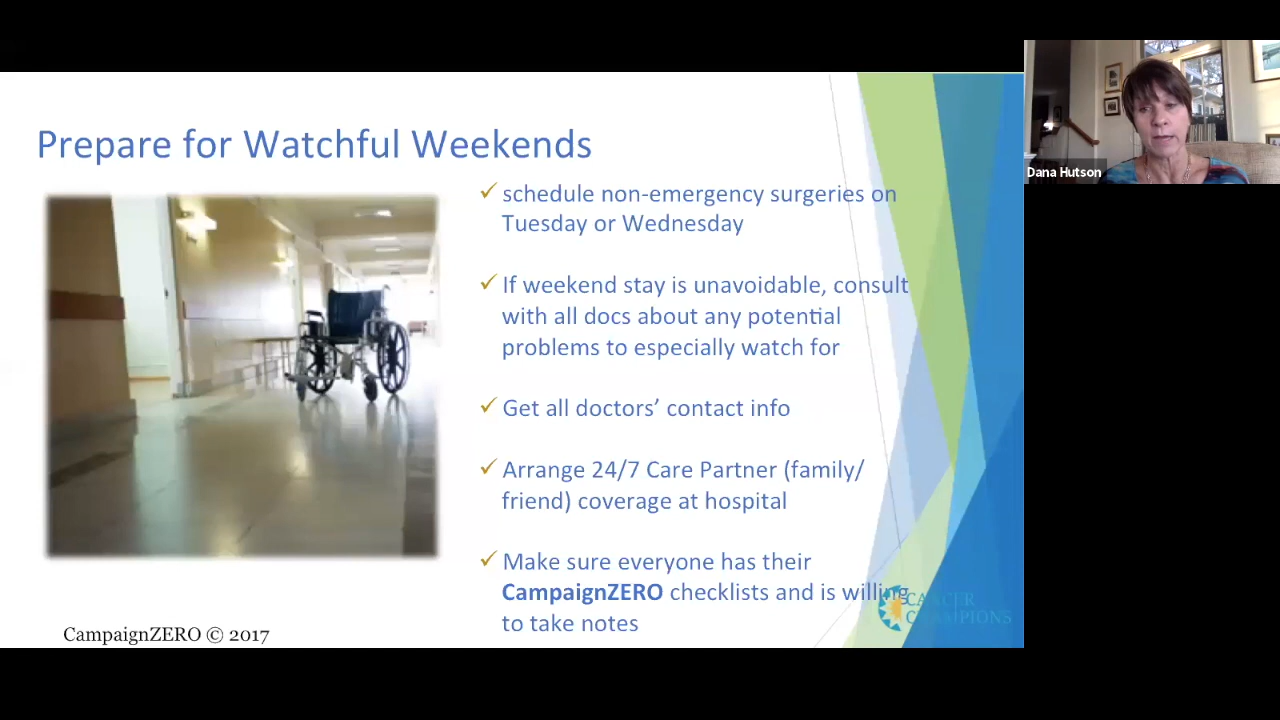 Prepare for Watchful Weekends
✓ schedule non-emergency surgeries on
Tuesday or Wednesday
✓ If weekend stay is unavoidable, consult
with all docs about any potential
problems to especially watch for
✓ Get all doctors’ contact info
✓ Arrange 24/7 Care Partner (family/
friend) coverage at hospital
✓ Make sure everyone has their
CampaignZERO checklists and is willing
to take notes
CANCER
CHAMPIONS
CampaignZERO © 2017
Dana Hutson